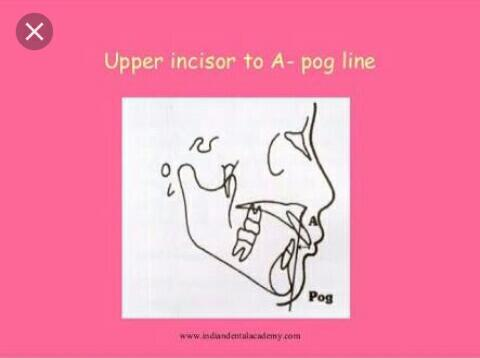 Upper incisor to A- pog line
A
Pog
www.indiandentalacademy.com